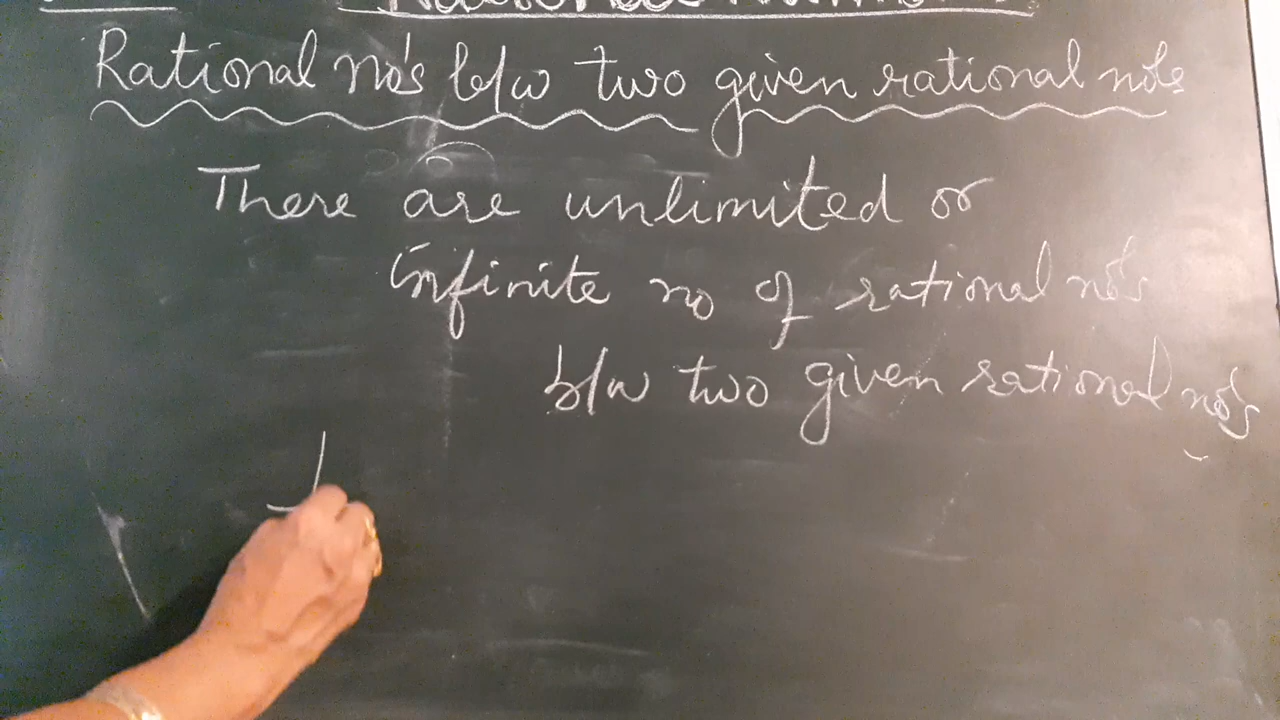 Rational no's b/w two given rational no's
There are unlimited or
infinite no of rational no's
b/w two given rational no's